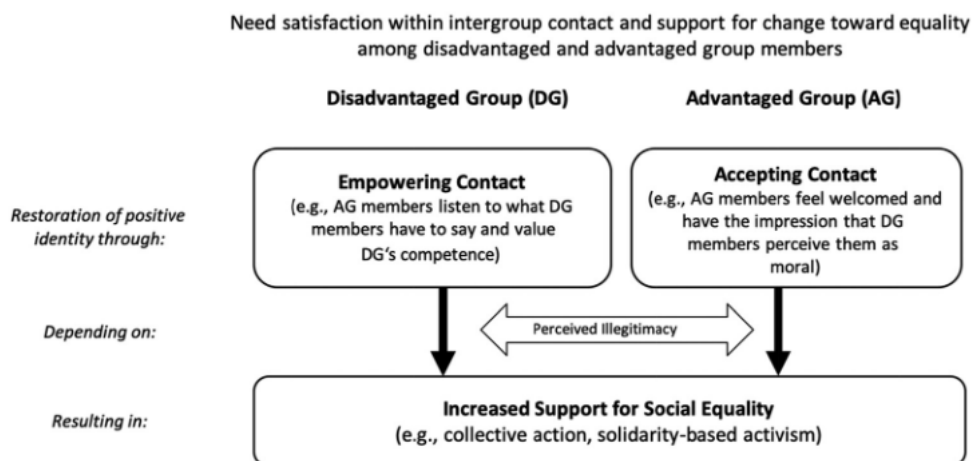 Need satisfaction within intergroup contact and support for change toward equality
among disadvantaged and advantaged group members
Disadvantaged Group (DG)
Advantaged Group (AG)
Restoration of positive
identity through:
Empowering Contact
(e.g., AG members listen to what DG
members have to say and value
DG‘s competence)
Accepting Contact
(e.g., AG members feel welcomed and
have the impression that DG
members perceive them as
moral)
Depending on:
Perceived Illegitimacy
Resulting in:
Increased Support for Social Equality
(e.g., collective action, solidarity-based activism)